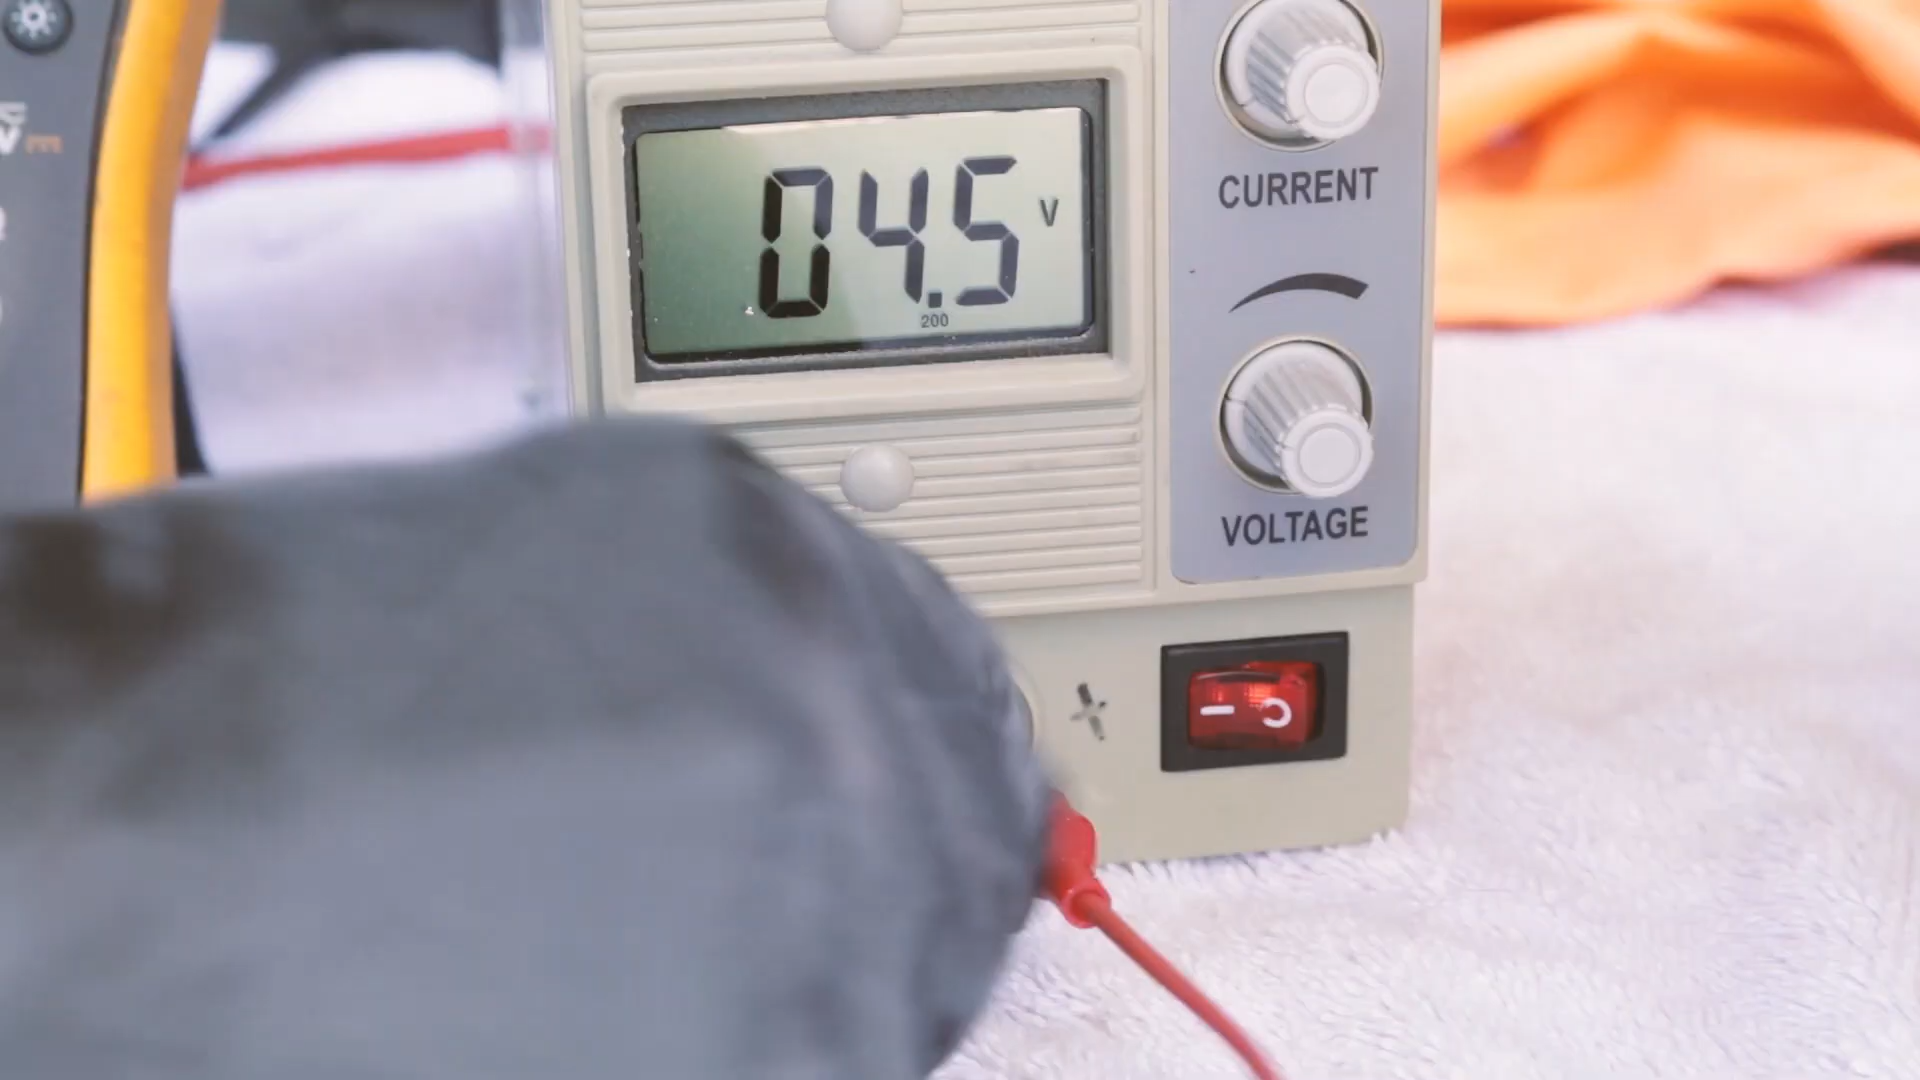 04.5 V
200
CURRENT
VOLTAGE
+
V